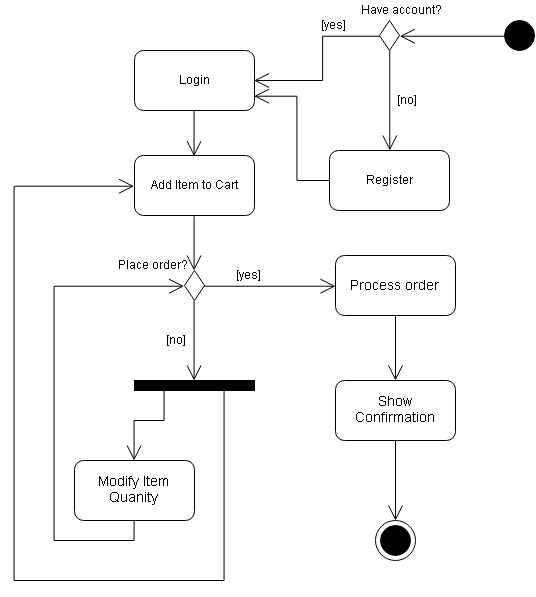 Have account?
[yes]
Login
[no]
Add Item to Cart
Register
Place order?
[yes]
Process order
[no]
Show
Confirmation
Modify Item
Quanity